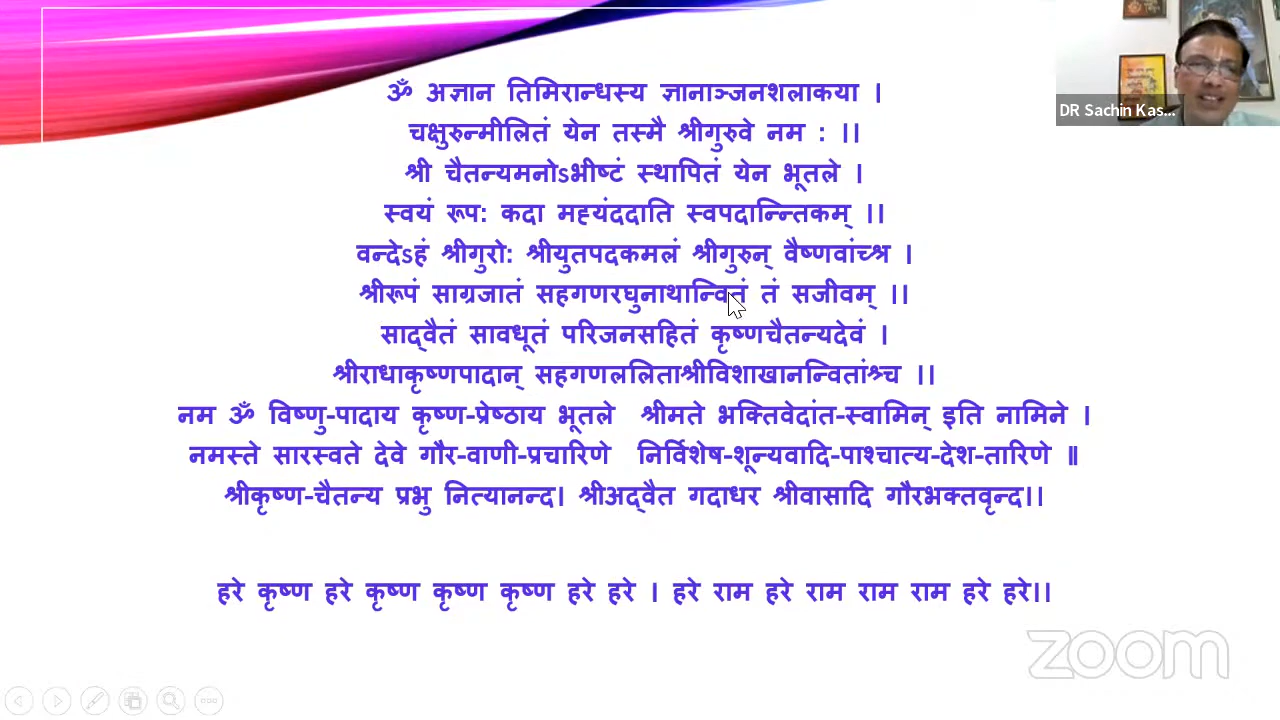 ॐ अज्ञान तिमिरान्धस्य ज्ञानाञ्जनशलाकया ।
चक्षुरुन्मीलितं येन तस्मै श्रीगुरुवे नम : ।।
श्री चैतन्यमनोऽभीष्टं स्थापितं येन भूतले ।
स्वयं रूप: कदा मह्यंददाति स्वपदान्न्तिकम् ।।
वन्देऽहं श्रीगुरो: श्रीयुतपदकमलं श्रीगुरुन् वैष्णवांच्श्र ।
श्रीरूपं साग्रजातं सहगणरघुनाथान्वितं तं सजीवम् ।।
साद्वैतं सावधूतं परिजनसहितं कृष्णचैतन्यदेवं ।
श्रीराधाकृष्णपादान् सहगणललिताश्रीविशाखानन्वितांश्र्च ।।
नम ॐ विष्णु-पादाय कृष्ण-प्रेष्ठाय भूतले श्रीमते भक्तिवेदांत-स्वामिन् इति नामिने ।
नमस्ते सारस्वते देवे गौर-वाणी-प्रचारिणे निर्विशेष-शून्यवादि-पाश्चात्य-देश-तारिणे ॥
श्रीकृष्ण-चैतन्य प्रभु नित्यानन्द। श्रीअद्वैत गदाधर श्रीवासादि गौरभक्तवृन्द।।
हरे कृष्ण हरे कृष्ण कृष्ण कृष्ण हरे हरे । हरे राम हरे राम राम राम हरे हरे।।
DR Sachin Kas...
zoom